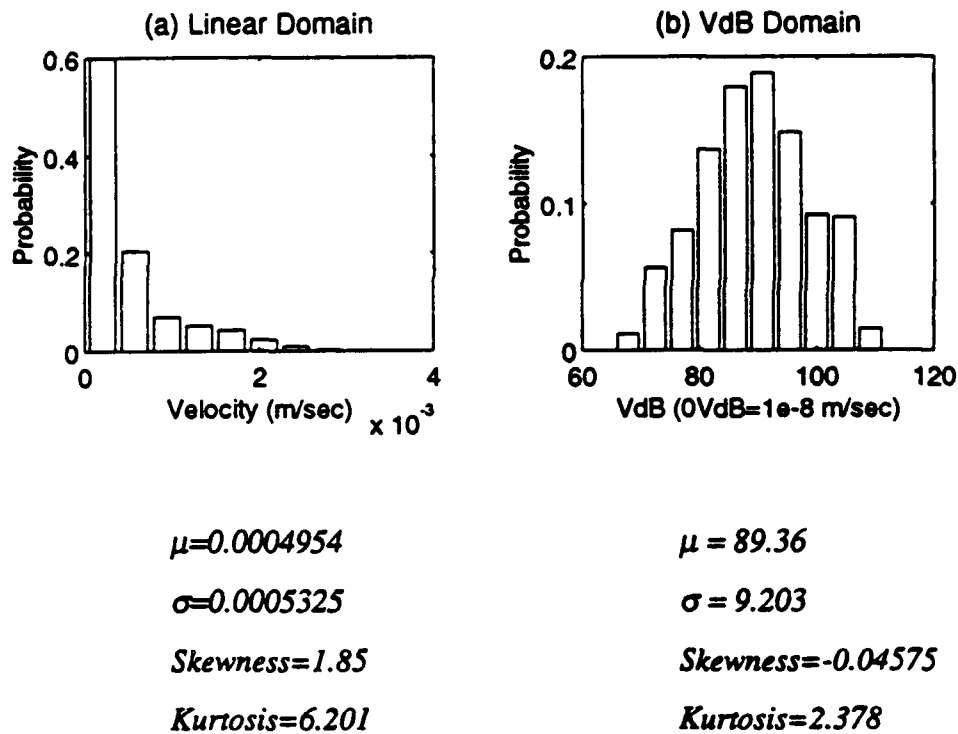 (a) Linear Domain
0.6
0.4
0.2
0
Probability
0
2
4
Velocity (m/sec)
x 10⁻³
(b) VdB Domain
0.2
0.1
0
Probability
60
80
100
120
VdB (0VdB=1e-8 m/sec)
μ=0.0004954
σ=0.0005325
Skewness=1.85
Kurtosis=6.201
μ = 89.36
σ = 9.203
Skewness=-0.04575
Kurtosis=2.378